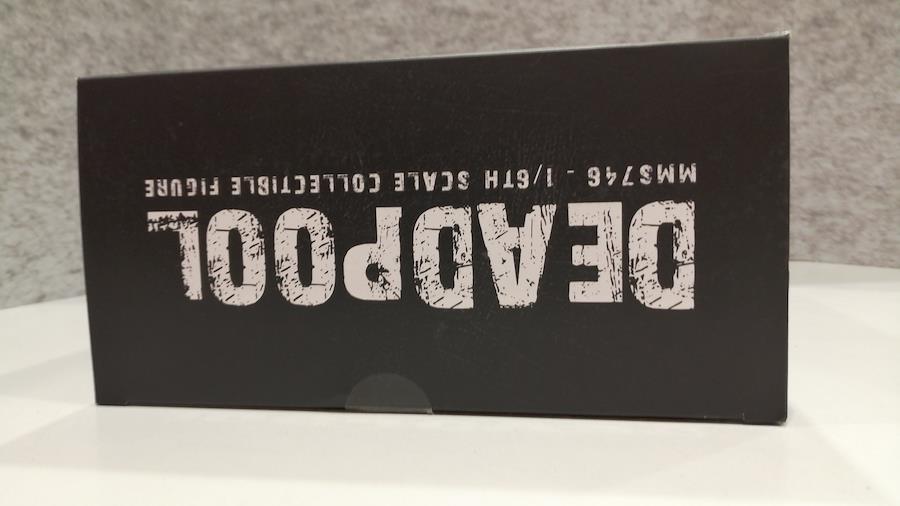 DEADPOOL
MMS746 - 1/6TH SCALE COLLECTIBLE FIGURE